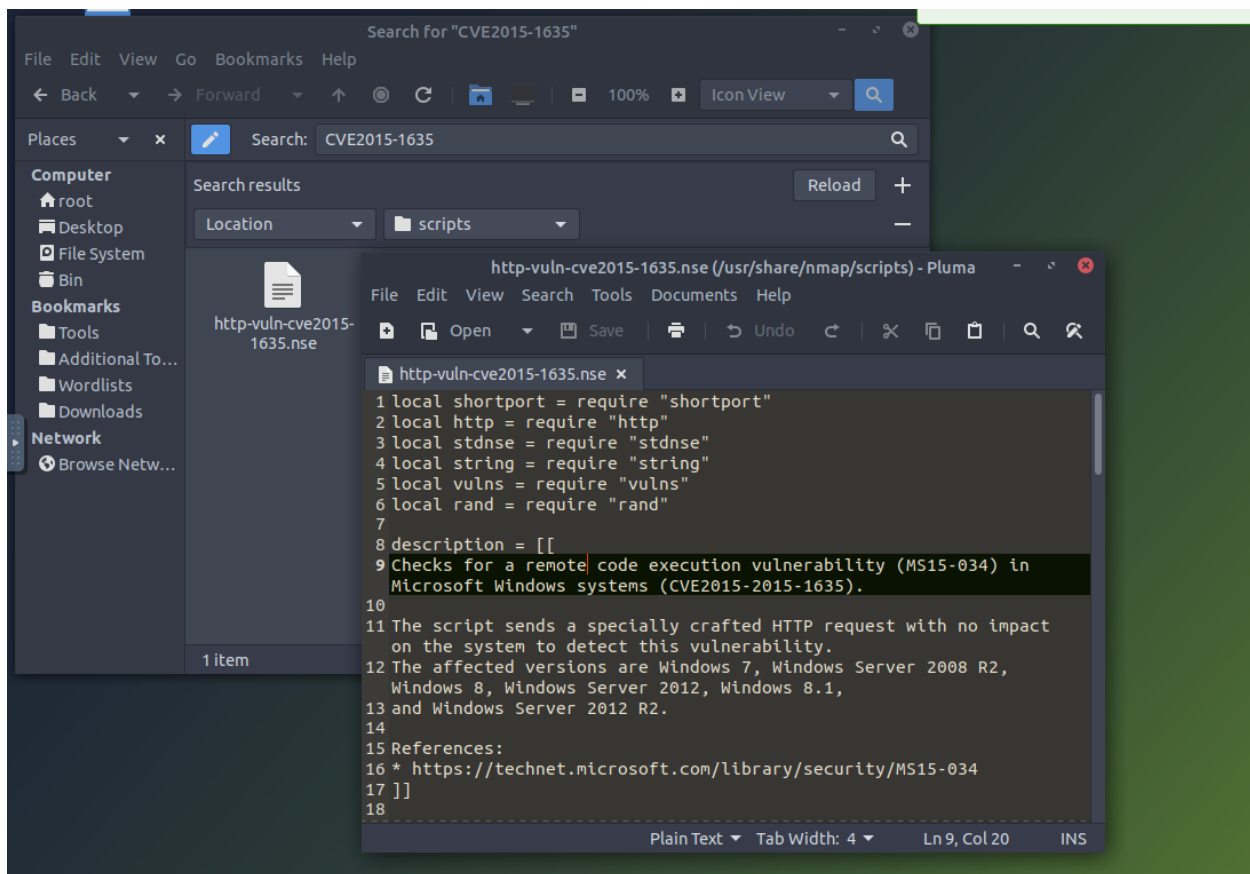 Search for "CVE2015-1635"
File Edit View Go Bookmarks Help
Back Forward 100% Icon View
Places Search: CVE2015-1635
Computer
root
Desktop
File System
Bin
Bookmarks
Tools
Additional To...
Wordlists
Downloads
Network
Browse Netw...
Search results Reload
Location scripts
http-vuln-cve2015-
1635.nse
1 item
http-vuln-cve2015-1635.nse (/usr/share/nmap/scripts) - Pluma
File Edit View Search Tools Documents Help
Open Save Undo
http-vuln-cve2015-1635.nse
1 local shortport = require "shortport"
2 local http = require "http"
3 local stdnse = require "stdnse"
4 local string = require "string"
5 local vulns = require "vulns"
6 local rand = require "rand"
7
8 description = [[
9 Checks for a remote code execution vulnerability (MS15-034) in
Microsoft Windows systems (CVE2015-2015-1635).
10
11 The script sends a specially crafted HTTP request with no impact
on the system to detect this vulnerability.
12 The affected versions are Windows 7, Windows Server 2008 R2,
Windows 8, Windows Server 2012, Windows 8.1,
13 and Windows Server 2012 R2.
14
15 References:
16 * https://technet.microsoft.com/library/security/MS15-034
17 ]]
18
Plain Text Tab Width: 4 Ln 9, Col 20 INS